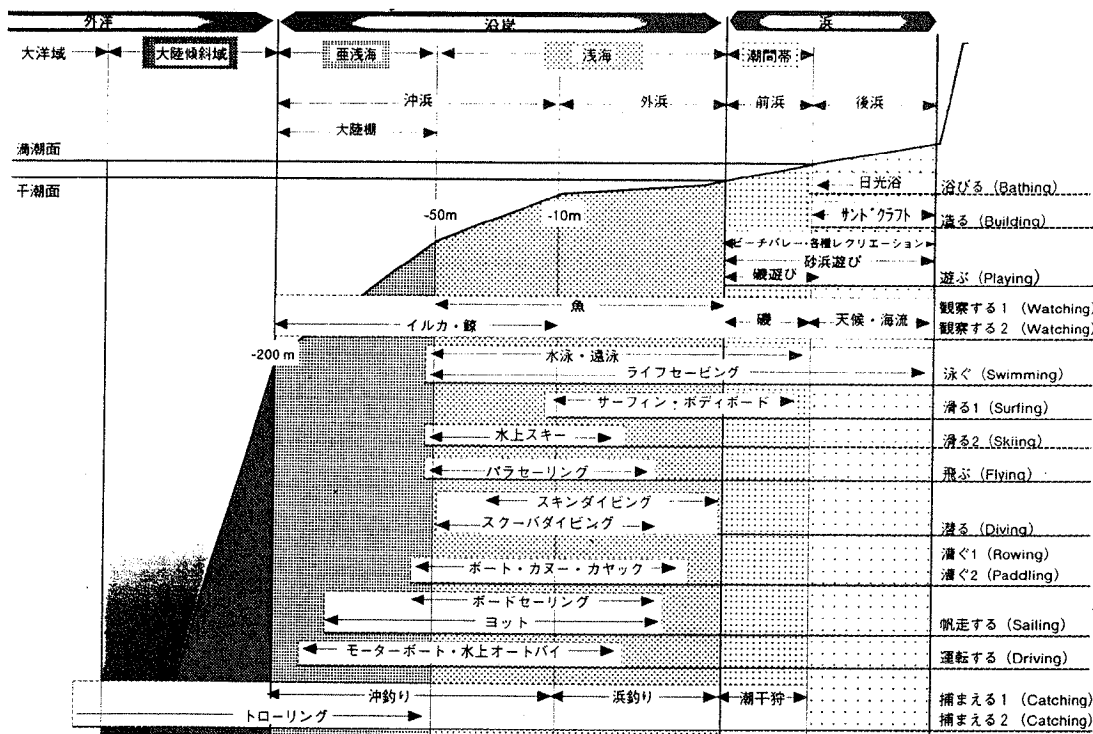 外洋 沿岸 浜
大洋域 大陸傾斜域 亜浅海 浅海 潮間帯
沖浜 外浜 前浜 後浜
大陸棚
満潮面
干潮面
日光浴 浴びる (Bathing)
-50m -10m サンドクラフト 造る (Building)
ビーチバレー・各種レクリエーション
砂浜遊び
磯遊び 遊ぶ (Playing)
魚 観察する1 (Watching)
イルカ・鯨 磯 天候・海流 観察する2 (Watching)
-200 m 水泳・遠泳
ライフセービング 泳ぐ (Swimming)
サーフィン・ボディボード 滑る1 (Surfing)
水上スキー 滑る2 (Skiing)
パラセーリング 飛ぶ (Flying)
スキンダイビング
スクーバダイビング 潜る (Diving)
漕ぐ1 (Rowing)
ボート・カヌー・カヤック 漕ぐ2 (Paddling)
ボードセーリング
ヨット 帆走する (Sailing)
モーターボート・水上オートバイ 運転する (Driving)
沖釣り 浜釣り 潮干狩 捕まえる1 (Catching)
トローリング 捕まえる2 (Catching)